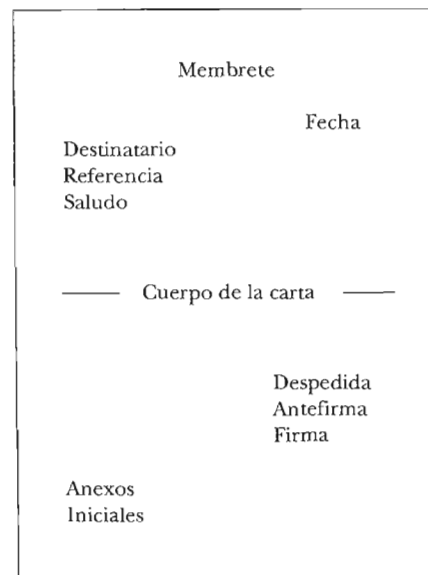 Membrete
Fecha
Destinatario
Referencia
Saludo
Cuerpo de la carta
Despedida
Antefirma
Firma
Anexos
Iniciales